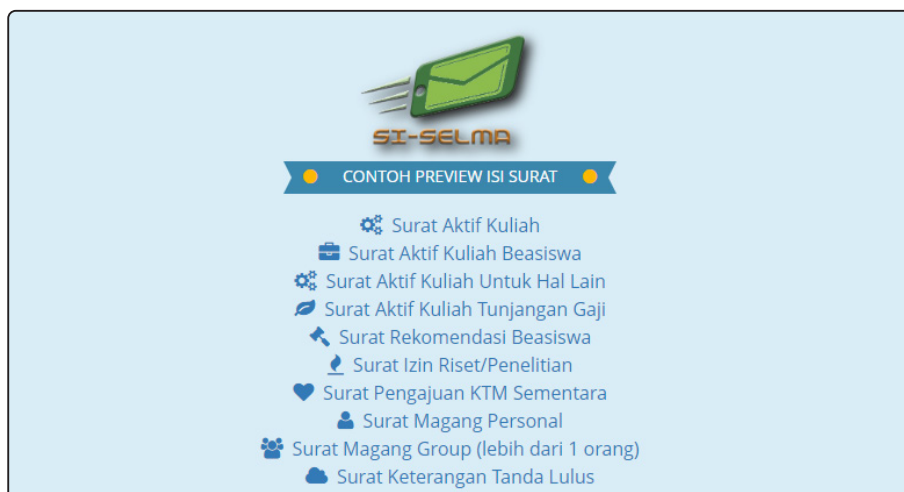 SI-SELMA
CONTOH PREVIEW ISI SURAT
Surat Aktif Kuliah
Surat Aktif Kuliah Beasiswa
Surat Aktif Kuliah Untuk Hal Lain
Surat Aktif Kuliah Tunjangan Gaji
Surat Rekomendasi Beasiswa
Surat Izin Riset/Penelitian
Surat Pengajuan KTM Sementara
Surat Magang Personal
Surat Magang Group (lebih dari 1 orang)
Surat Keterangan Tanda Lulus